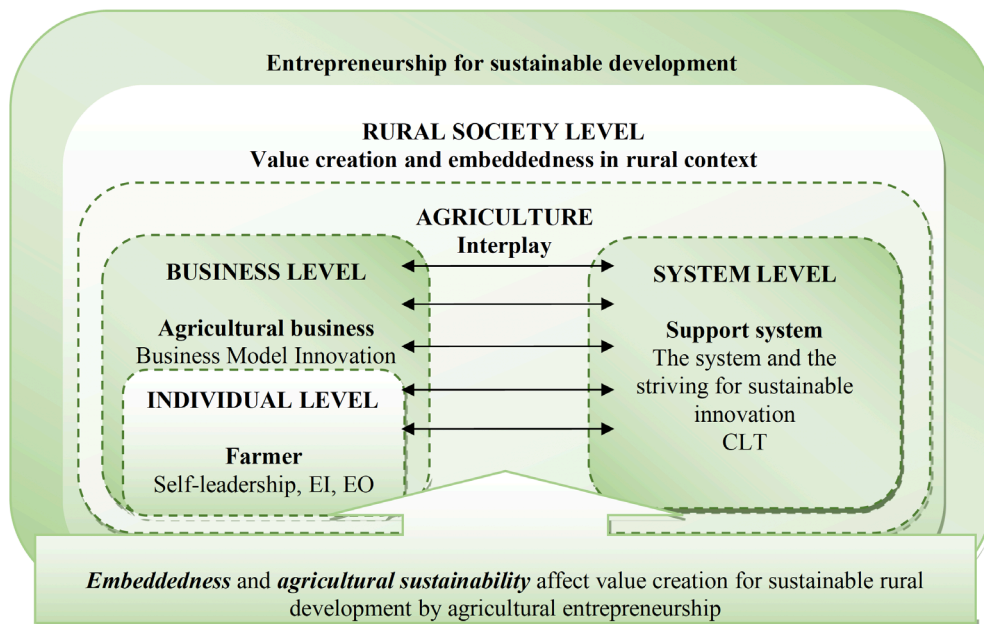 Entrepreneurship for sustainable development
RURAL SOCIETY LEVEL
Value creation and embeddedness in rural context
AGRICULTURE
Interplay
BUSINESS LEVEL
Agricultural business
Business Model Innovation
INDIVIDUAL LEVEL
Farmer
Self-leadership, EI, EO
SYSTEM LEVEL
Support system
The system and the
striving for sustainable
innovation
CLT
Embeddedness and agricultural sustainability affect value creation for sustainable rural
development by agricultural entrepreneurship